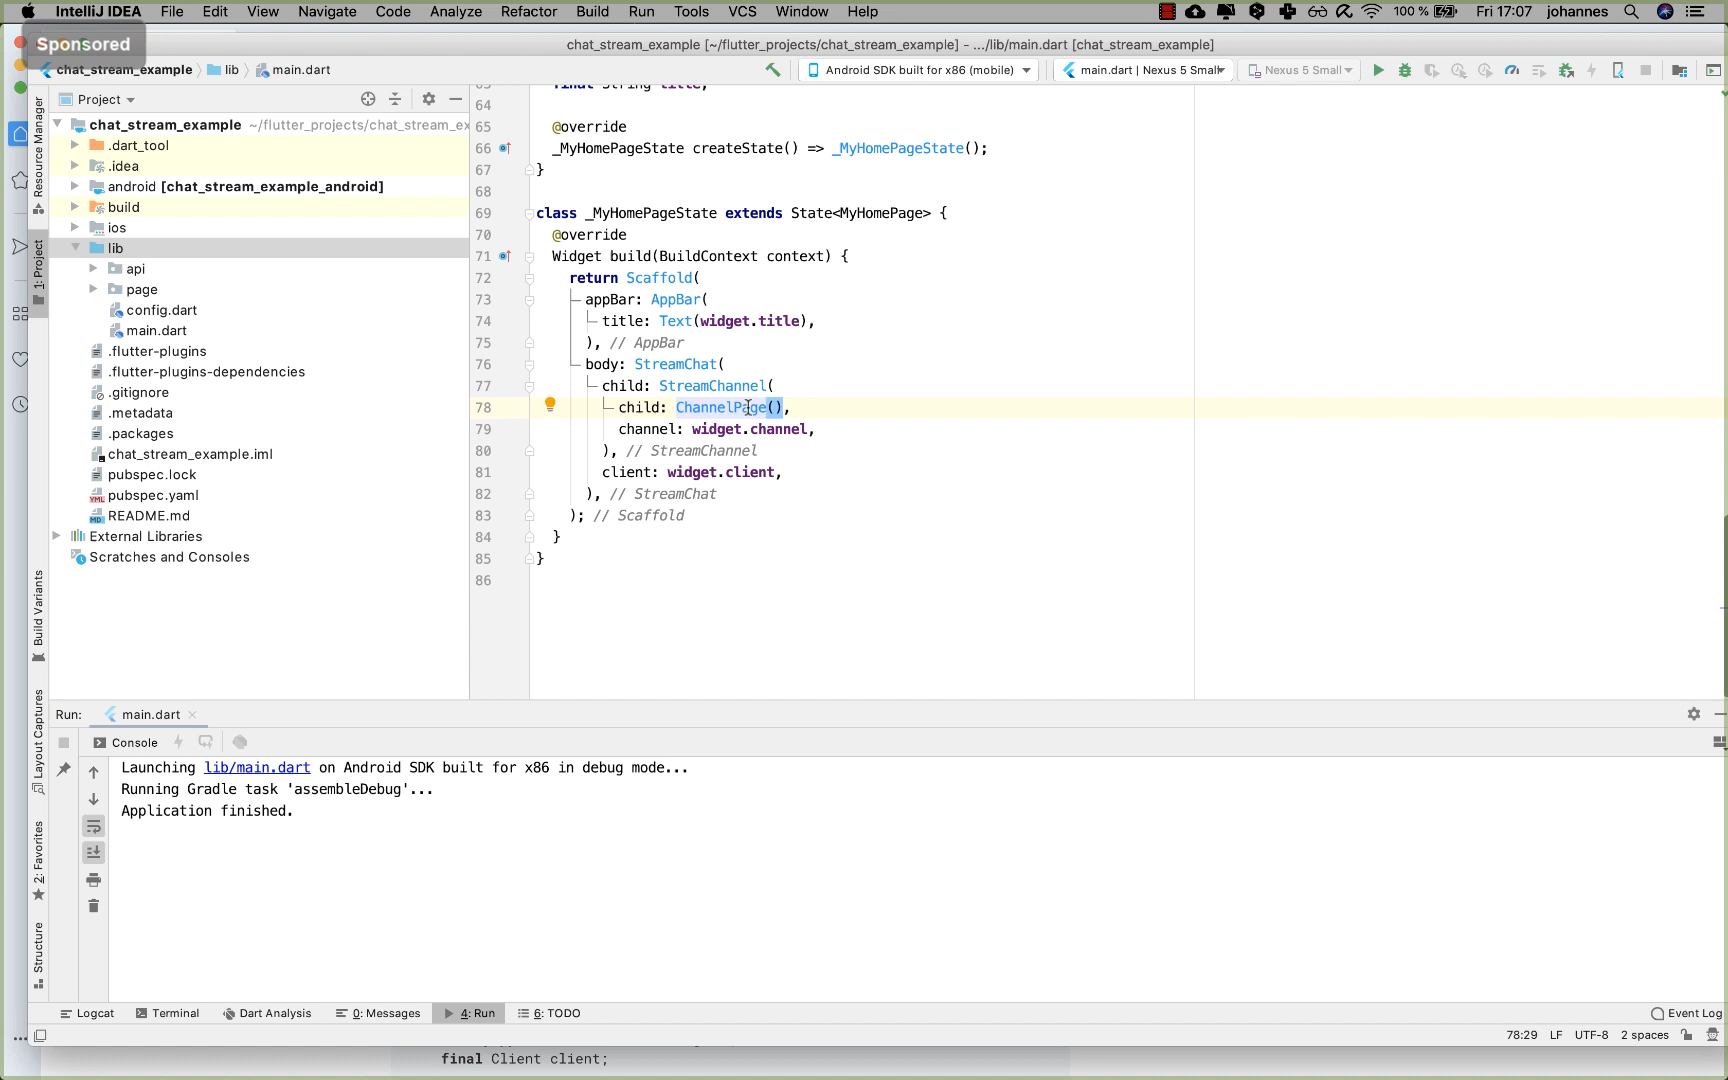 IntelliJ IDEA File Edit View Navigate Code Analyze Refactor Build Run Tools VCS Window Help 100 % Fri 17:07 johannes
Sponsored
chat_stream_example [~/flutter_projects/chat_stream_example] - .../lib/main.dart [chat_stream_example]
chat_stream_example lib main.dart Android SDK built for x86 (mobile) main.dart | Nexus 5 Small Nexus 5 Small
Project
chat_stream_example ~/flutter_projects/chat_stream_ex
.dart_tool
.idea
android [chat_stream_example_android]
build
ios
lib
api
page
config.dart
main.dart
.flutter-plugins
.flutter-plugins-dependencies
.gitignore
.metadata
.packages
chat_stream_example.iml
pubspec.lock
pubspec.yaml
README.md
External Libraries
Scratches and Consoles
Resource Manager
1: Project
Build Variants
Layout Captures
2: Favorites
Structure
final String title;
64
65 @override
66 _MyHomePageState createState() => _MyHomePageState();
67 }
68
69 class _MyHomePageState extends State<MyHomePage> {
70 @override
71 Widget build(BuildContext context) {
72 return Scaffold(
73 appBar: AppBar(
74 title: Text(widget.title),
75 ), // AppBar
76 body: StreamChat(
77 child: StreamChannel(
78 child: ChannelPage(),
79 channel: widget.channel,
80 ), // StreamChannel
81 client: widget.client,
82 ), // StreamChat
83 ); // Scaffold
84 }
85 }
86
Run: main.dart
Console
Launching lib/main.dart on Android SDK built for x86 in debug mode...
Running Gradle task 'assembleDebug'...
Application finished.
Logcat Terminal Dart Analysis 0: Messages 4: Run 6: TODO Event Log
78:29 LF UTF-8 2 spaces
final Client client;